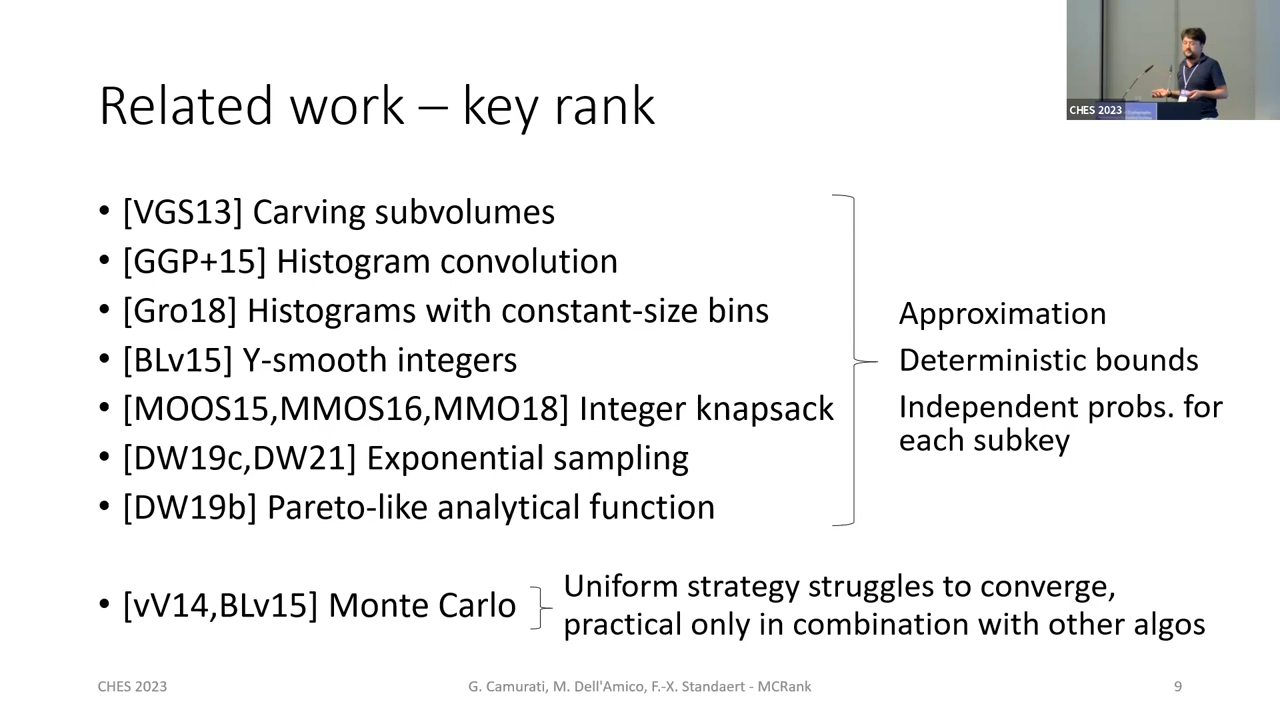 CHES 2023
Related work – key rank
• [VGS13] Carving subvolumes
• [GGP+15] Histogram convolution
• [Gro18] Histograms with constant-size bins
• [BLv15] Y-smooth integers
• [MOOS15,MMOS16,MMO18] Integer knapsack
• [DW19c,DW21] Exponential sampling
• [DW19b] Pareto-like analytical function
Approximation
Deterministic bounds
Independent probs. for
each subkey
• [vV14,BLv15] Monte Carlo
Uniform strategy struggles to converge,
practical only in combination with other algos
CHES 2023
G. Camurati, M. Dell'Amico, F.-X. Standaert - MCRank
9